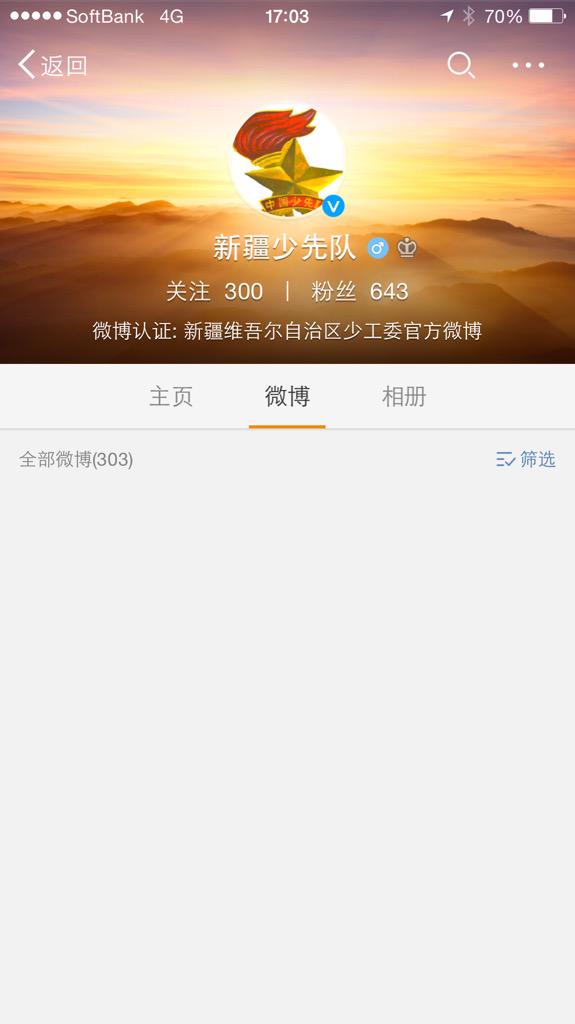 SoftBank 4G 17:03 70%
返回
中国少先
新疆少先队
关注 300 | 粉丝 643
微博认证: 新疆维吾尔自治区少工委官方微博
主页 微博 相册
全部微博(303) 筛选